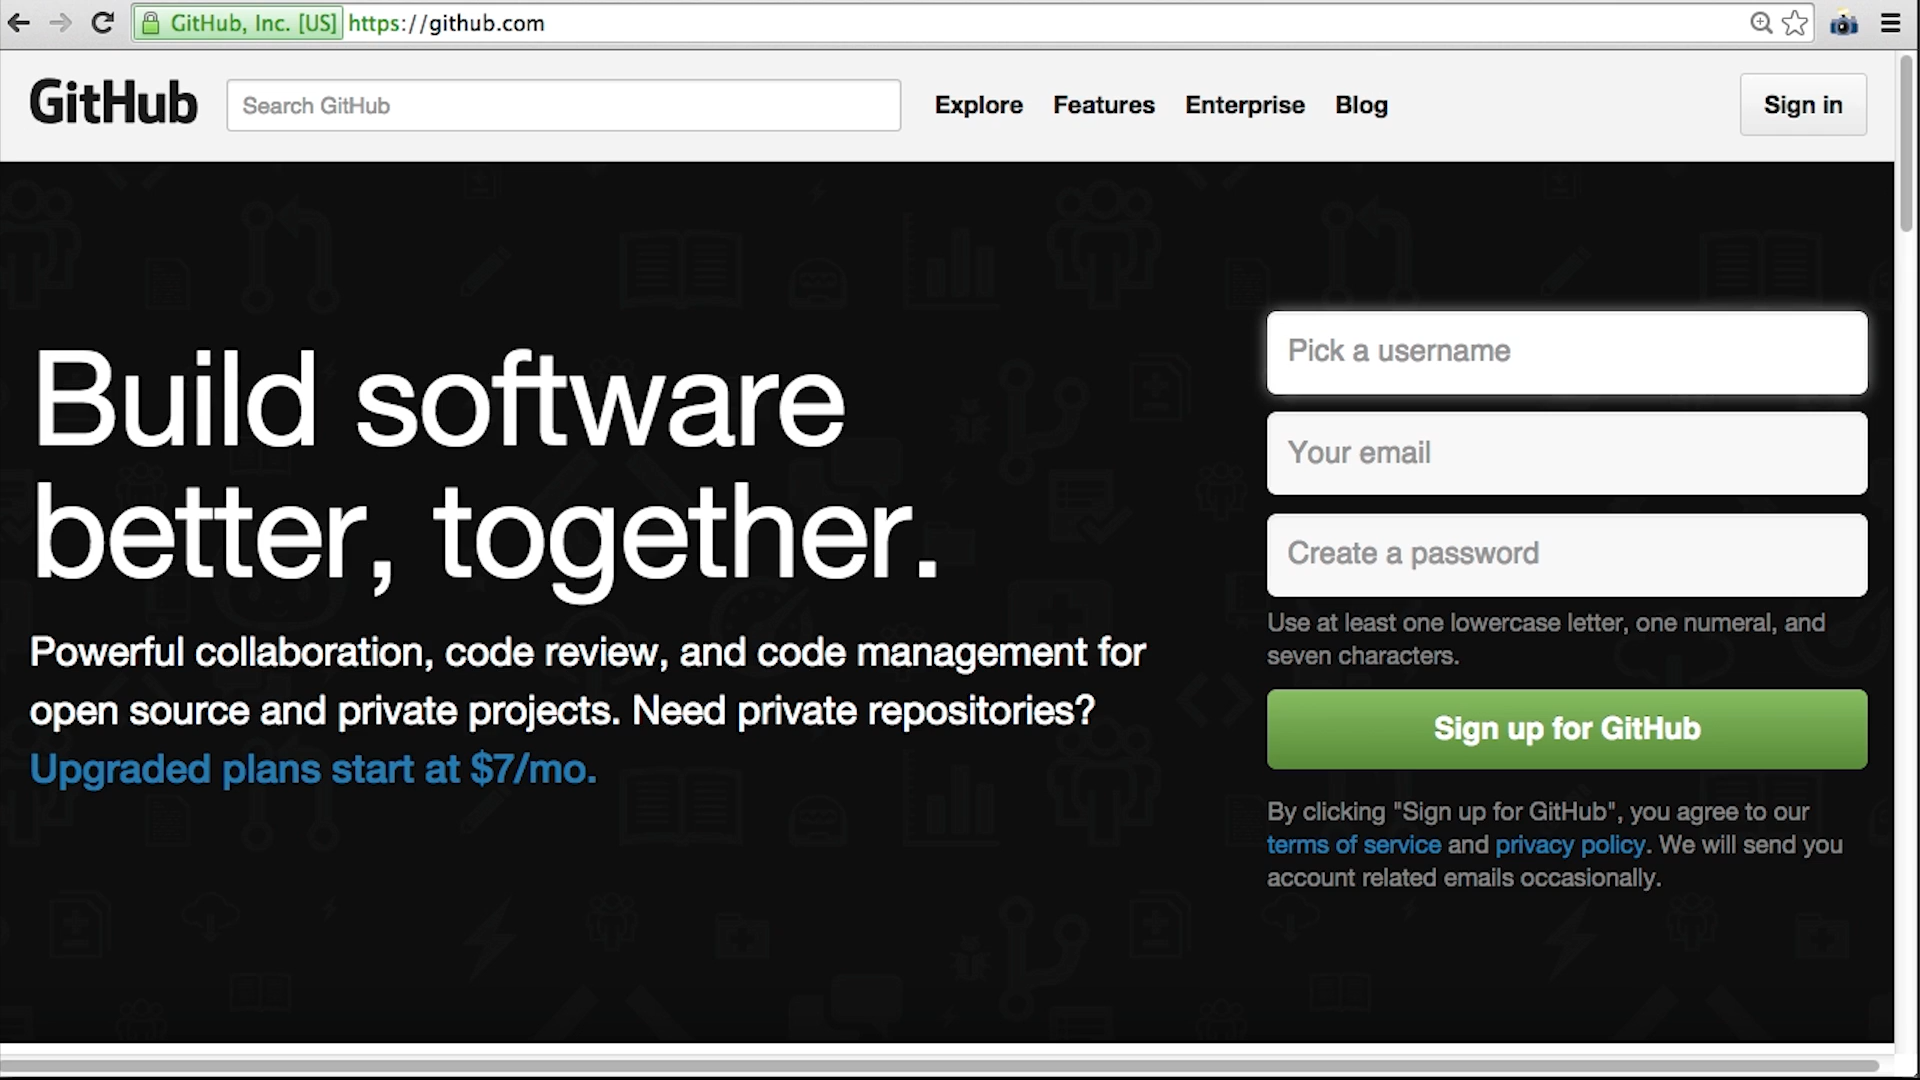 GitHub, Inc. [US] https://github.com
GitHub Search GitHub Explore Features Enterprise Blog Sign in
Build software
better, together.
Powerful collaboration, code review, and code management for
open source and private projects. Need private repositories?
Upgraded plans start at $7/mo.
Pick a username
Your email
Create a password
Use at least one lowercase letter, one numeral, and
seven characters.
Sign up for GitHub
By clicking "Sign up for GitHub", you agree to our
terms of service and privacy policy. We will send you
account related emails occasionally.